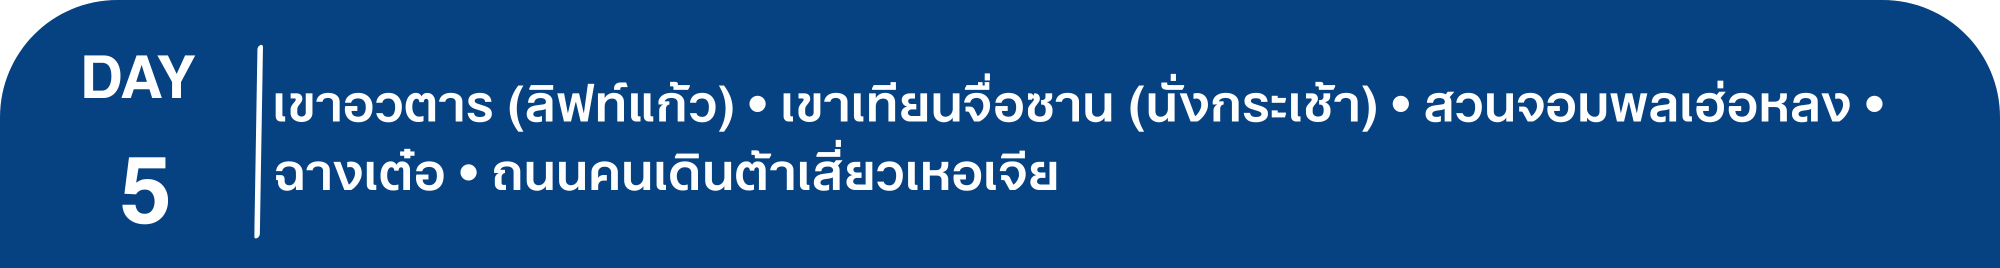 DAY
5
เขาอวตาร (ลิฟท์แก้ว) • เขาเทียนจื่อซาน (นั่งกระเช้า) • สวนจอมพลเฮ่อหลง •
ฉางเต๋อ • ถนนคนเดินต้าเสี่ยวเหอเจีย